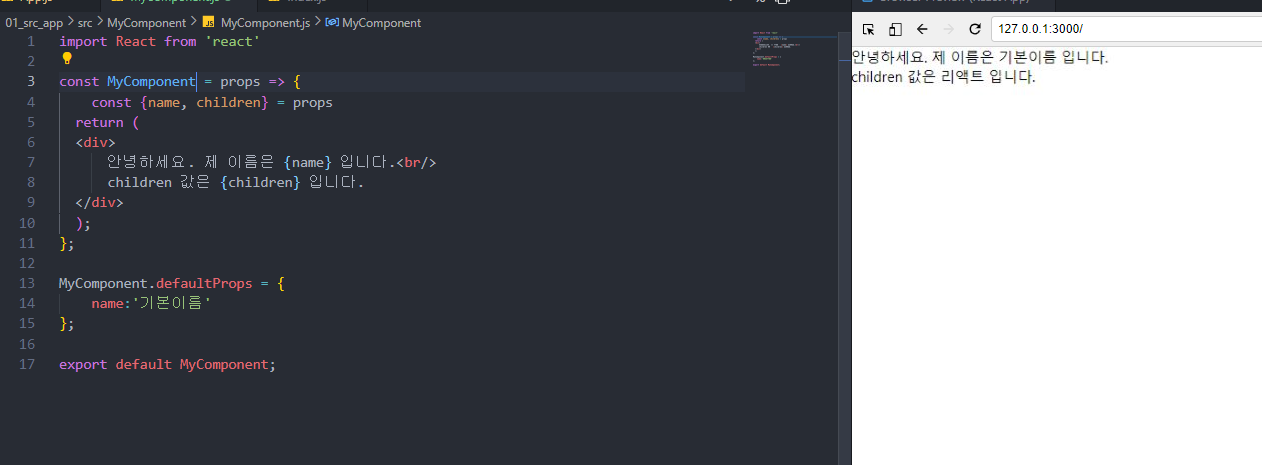 01_src_app > src > MyComponent > JS MyComponent.js > MyComponent
1 import React from 'react'
2
3 const MyComponent = props => {
4 const {name, children} = props
5 return (
6 <div>
7 안녕하세요. 제 이름은 {name} 입니다.<br/>
8 children 값은 {children} 입니다.
9 </div>
10 );
11 };
12
13 MyComponent.defaultProps = {
14 name:'기본이름'
15 };
16
17 export default MyComponent;
127.0.0.1:3000/
안녕하세요. 제 이름은 기본이름 입니다.
children 값은 리액트 입니다.